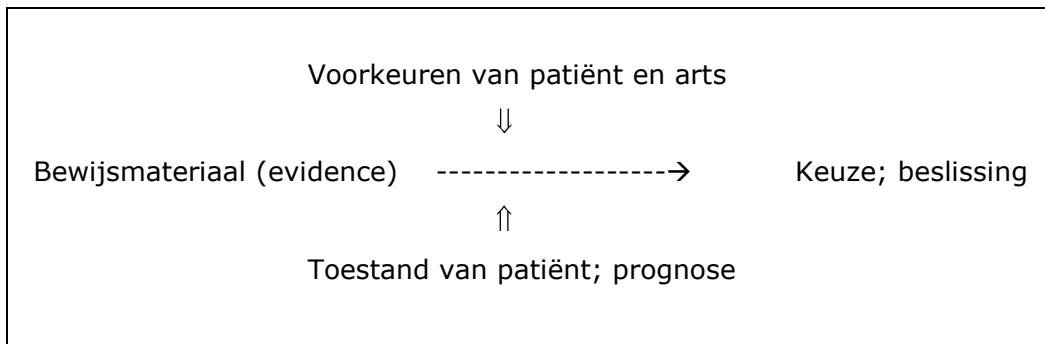 Voorkeuren van patiënt en arts
⇓
Bewijsmateriaal (evidence) -------------------→ Keuze; beslissing
⇑
Toestand van patiënt; prognose